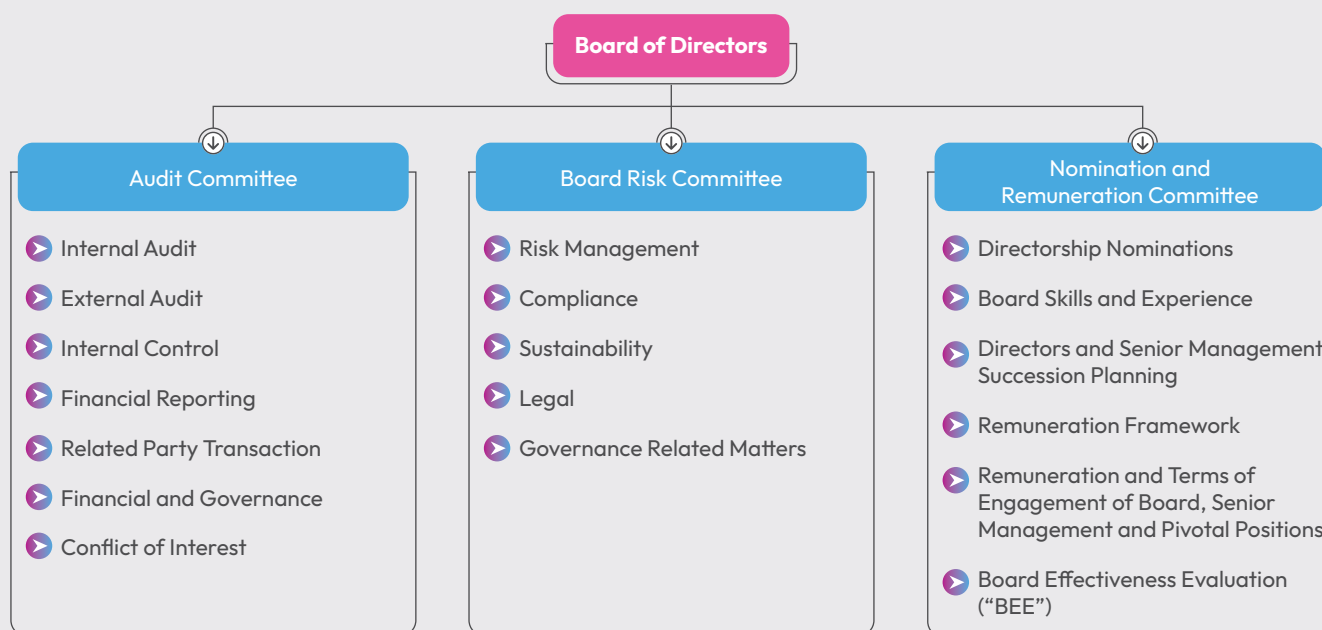 Board of Directors
Audit Committee
Internal Audit
External Audit
Internal Control
Financial Reporting
Related Party Transaction
Financial and Governance
Conflict of Interest
Board Risk Committee
Risk Management
Compliance
Sustainability
Legal
Governance Related Matters
Nomination and
Remuneration Committee
Directorship Nominations
Board Skills and Experience
Directors and Senior Management
Succession Planning
Remuneration Framework
Remuneration and Terms of
Engagement of Board, Senior
Management and Pivotal Positions
Board Effectiveness Evaluation
(“BEE”)